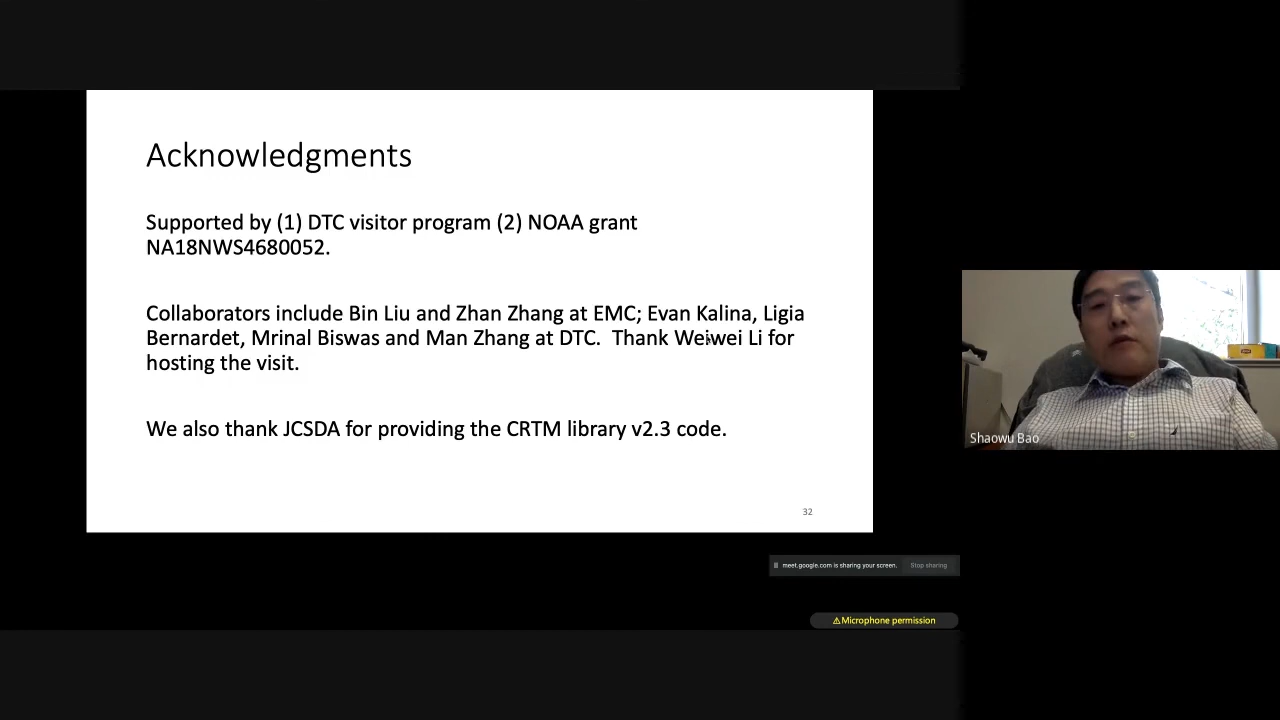 Acknowledgments
Supported by (1) DTC visitor program (2) NOAA grant
NA18NWS4680052.
Collaborators include Bin Liu and Zhan Zhang at EMC; Evan Kalina, Ligia
Bernardet, Mrinal Biswas and Man Zhang at DTC.  Thank Weiwei Li for
hosting the visit.
We also thank JCSDA for providing the CRTM library v2.3 code.
32
Shaowu Bao
meet.google.com is sharing your screen.
Stop sharing
⚠Microphone permission